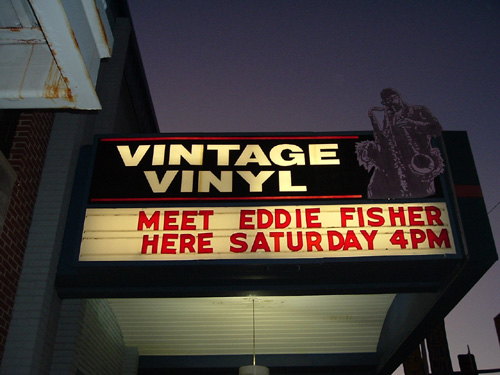 VINTAGE
VINYL
MEET EDDIE FISHER
HERE SATURDAY 4PM